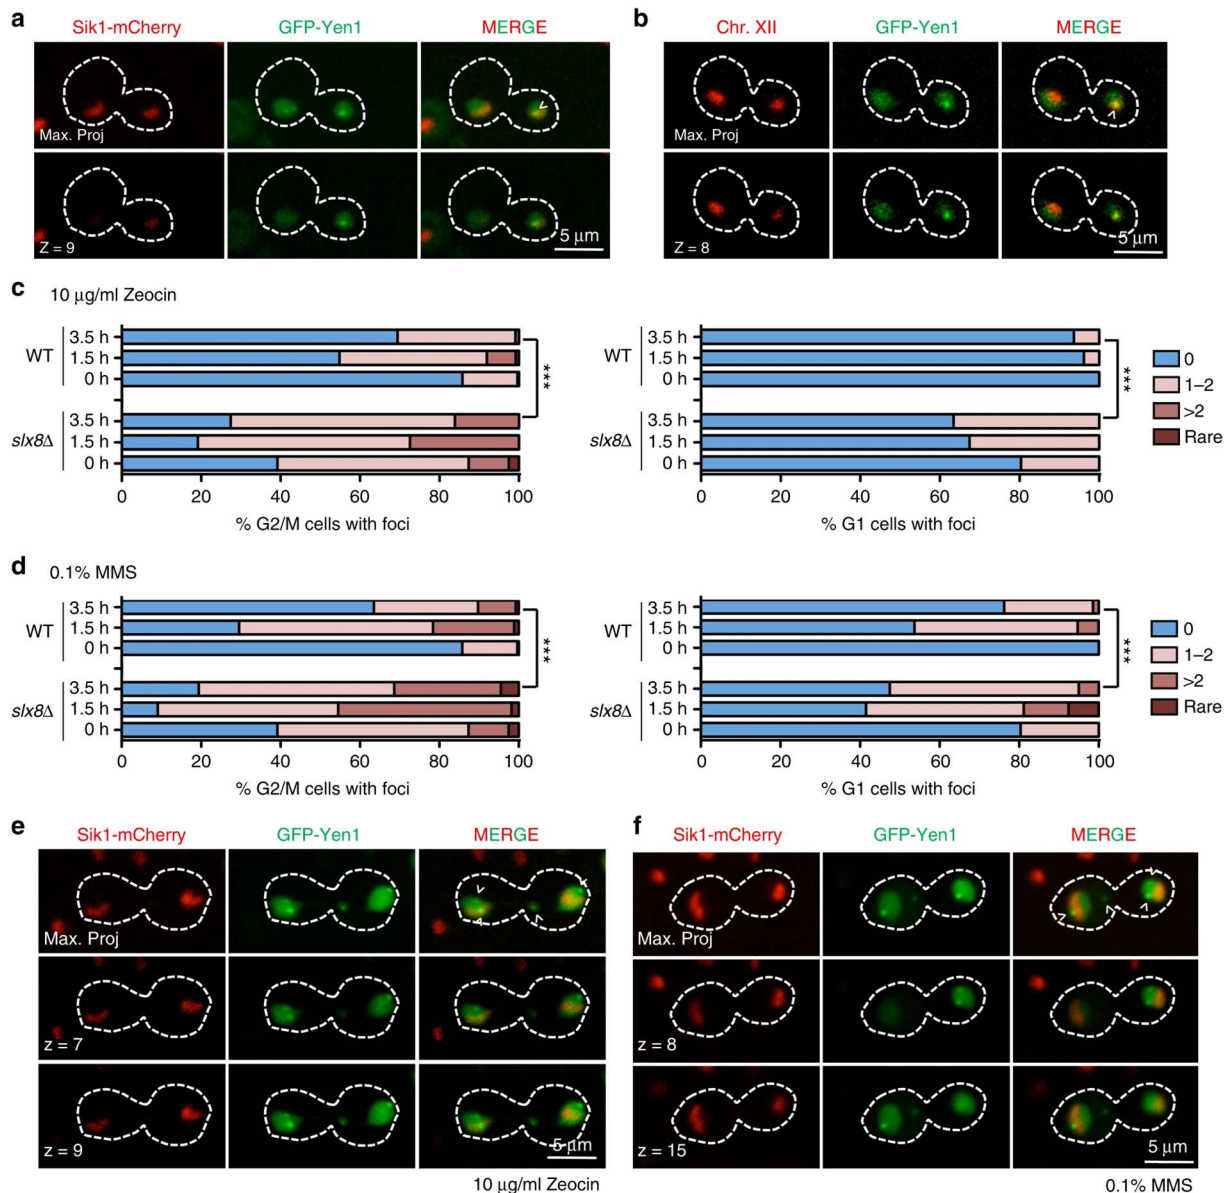 a
Sik1-mCherry GFP-Yen1 MERGE
Max. Proj
Z = 9
5 µm
b
Chr. XII GFP-Yen1 MERGE
Max. Proj
Z = 8
5 µm
c
10 µg/ml Zeocin
WT
3.5 h
1.5 h
0 h
slx8Δ
3.5 h
1.5 h
0 h
***
0 20 40 60 80 100
% G2/M cells with foci
WT
3.5 h
1.5 h
0 h
slx8Δ
3.5 h
1.5 h
0 h
***
0 20 40 60 80 100
% G1 cells with foci
0
1–2
>2
Rare
d
0.1% MMS
WT
3.5 h
1.5 h
0 h
slx8Δ
3.5 h
1.5 h
0 h
***
0 20 40 60 80 100
% G2/M cells with foci
WT
3.5 h
1.5 h
0 h
slx8Δ
3.5 h
1.5 h
0 h
***
0 20 40 60 80 100
% G1 cells with foci
0
1–2
>2
Rare
e
Sik1-mCherry GFP-Yen1 MERGE
Max. Proj
z = 7
z = 9
5 µm
10 µg/ml Zeocin
f
Sik1-mCherry GFP-Yen1 MERGE
Max. Proj
z = 8
z = 15
5 µm
0.1% MMS